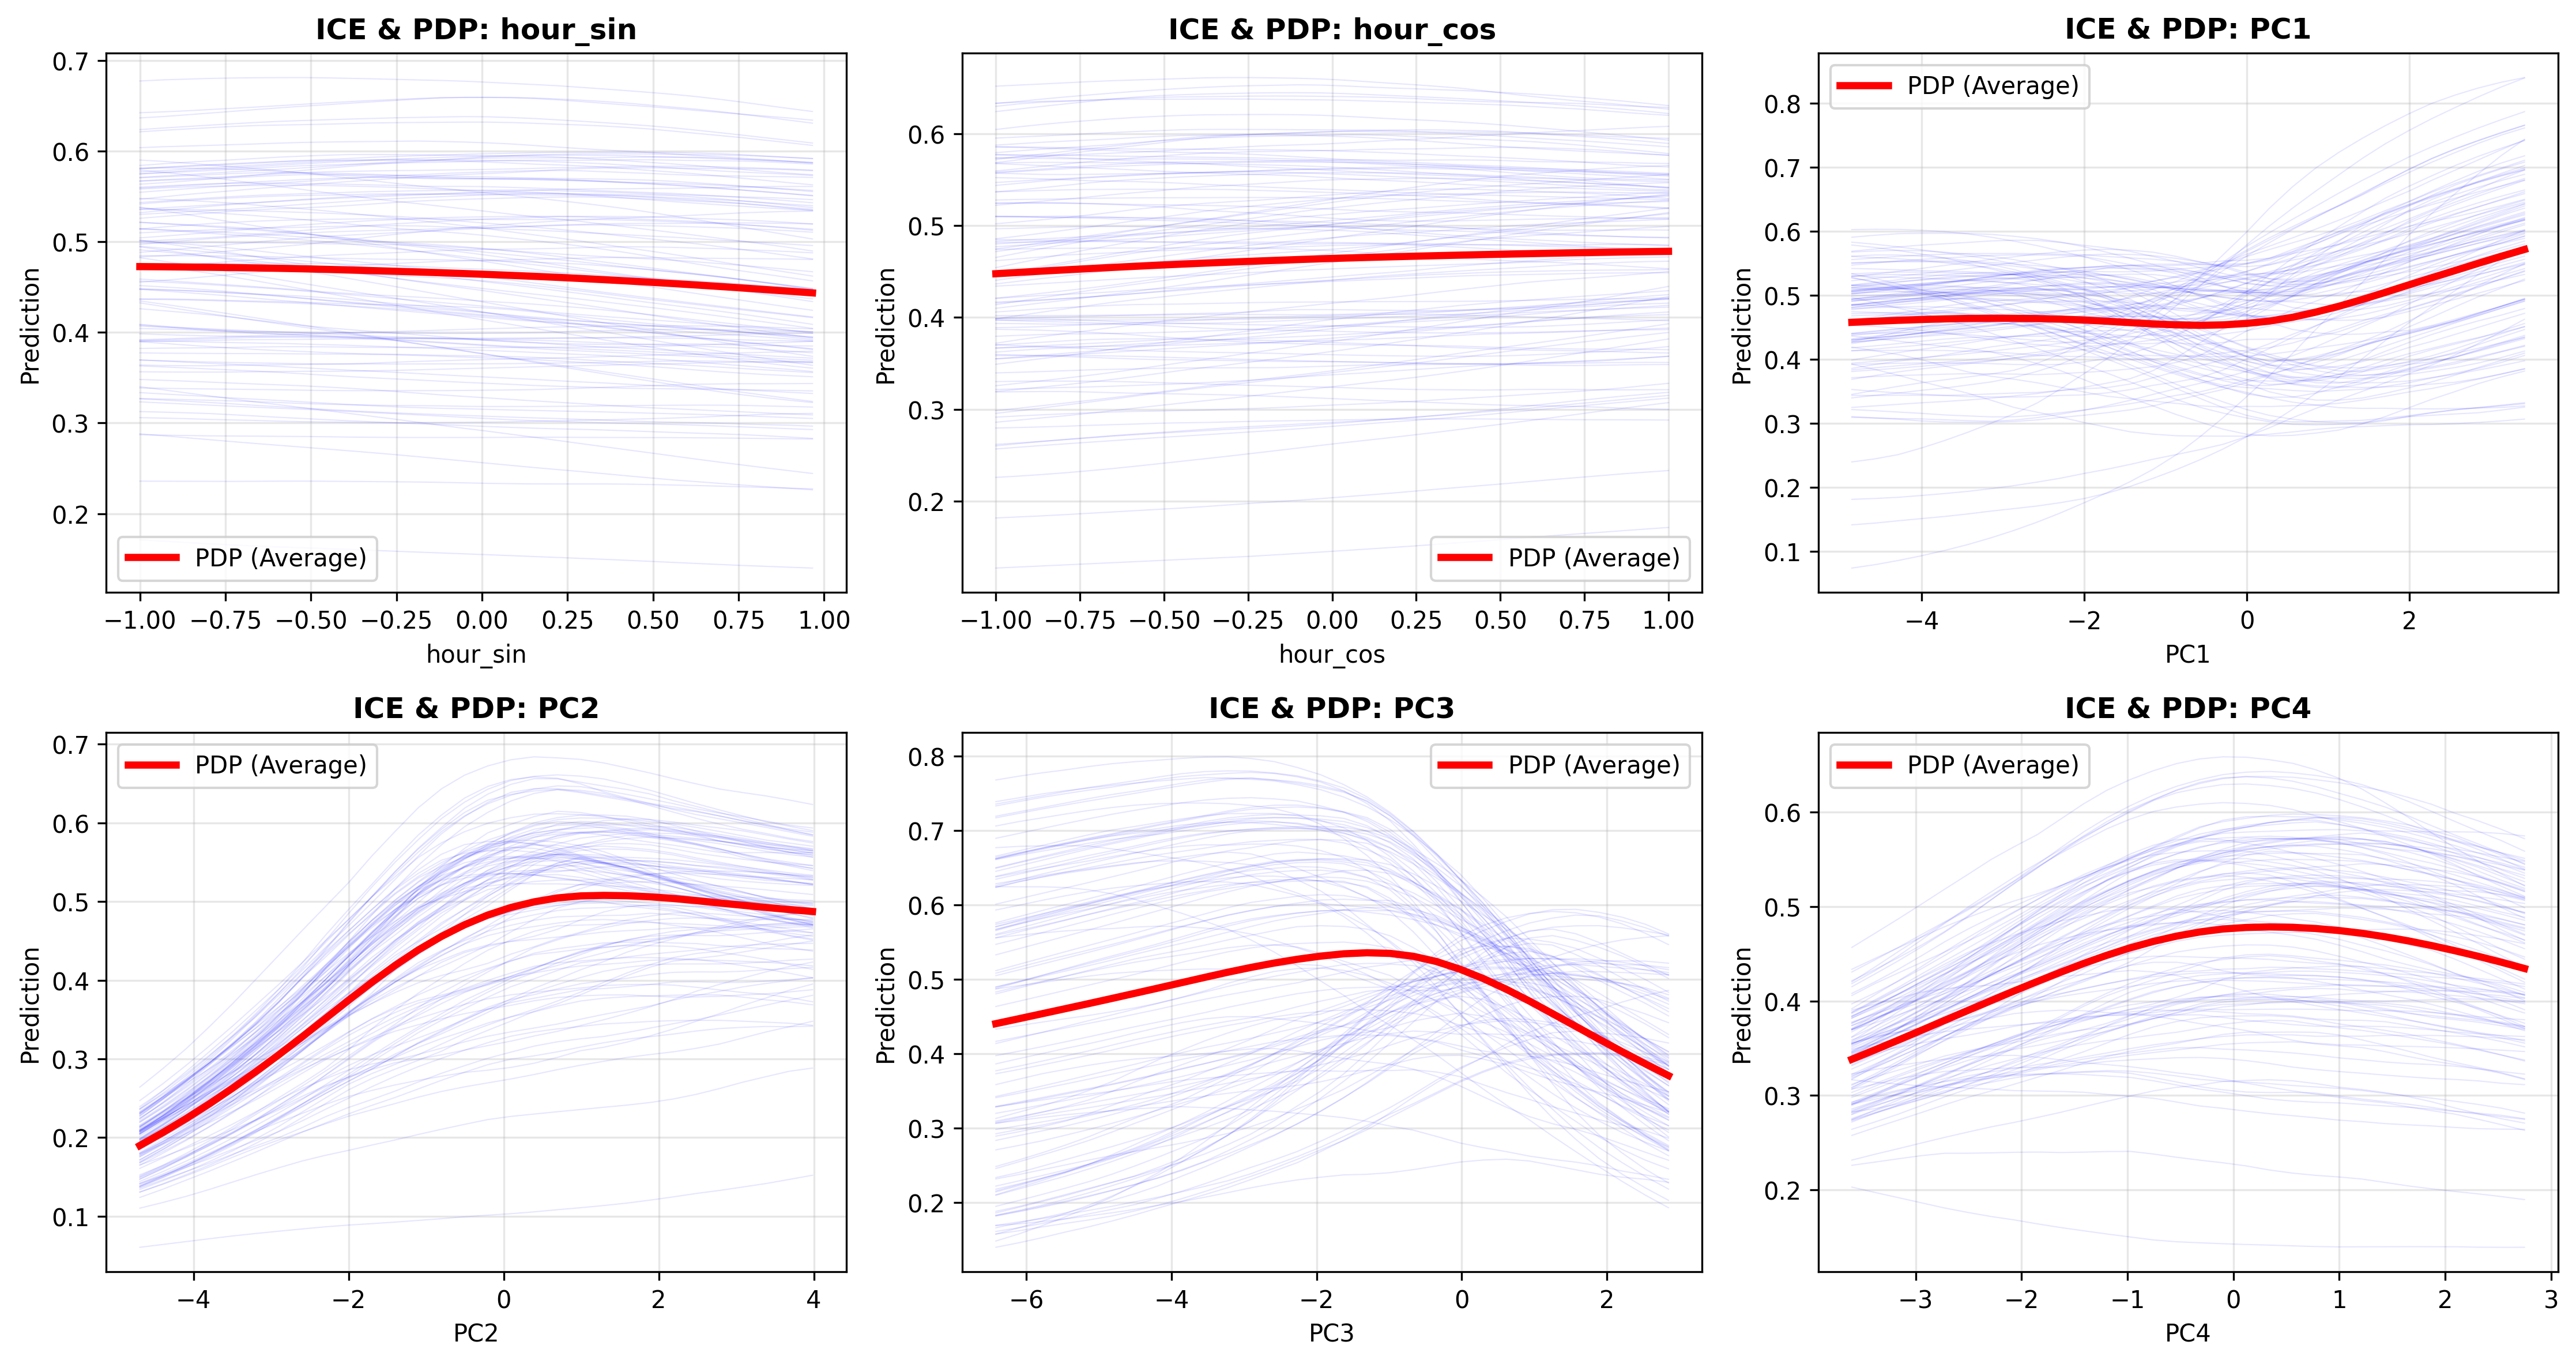 ICE & PDP: hour_sin
Prediction
0.7
0.6
0.5
0.4
0.3
0.2
PDP (Average)
−1.00 −0.75 −0.50 −0.25 0.00 0.25 0.50 0.75 1.00
hour_sin
ICE & PDP: hour_cos
Prediction
0.6
0.5
0.4
0.3
0.2
PDP (Average)
−1.00 −0.75 −0.50 −0.25 0.00 0.25 0.50 0.75 1.00
hour_cos
ICE & PDP: PC1
PDP (Average)
Prediction
0.8
0.7
0.6
0.5
0.4
0.3
0.2
0.1
−4 −2 0 2
PC1
ICE & PDP: PC2
PDP (Average)
Prediction
0.7
0.6
0.5
0.4
0.3
0.2
0.1
−4 −2 0 2 4
PC2
ICE & PDP: PC3
PDP (Average)
Prediction
0.8
0.7
0.6
0.5
0.4
0.3
0.2
−6 −4 −2 0 2
PC3
ICE & PDP: PC4
PDP (Average)
Prediction
0.6
0.5
0.4
0.3
0.2
−3 −2 −1 0 1 2 3
PC4